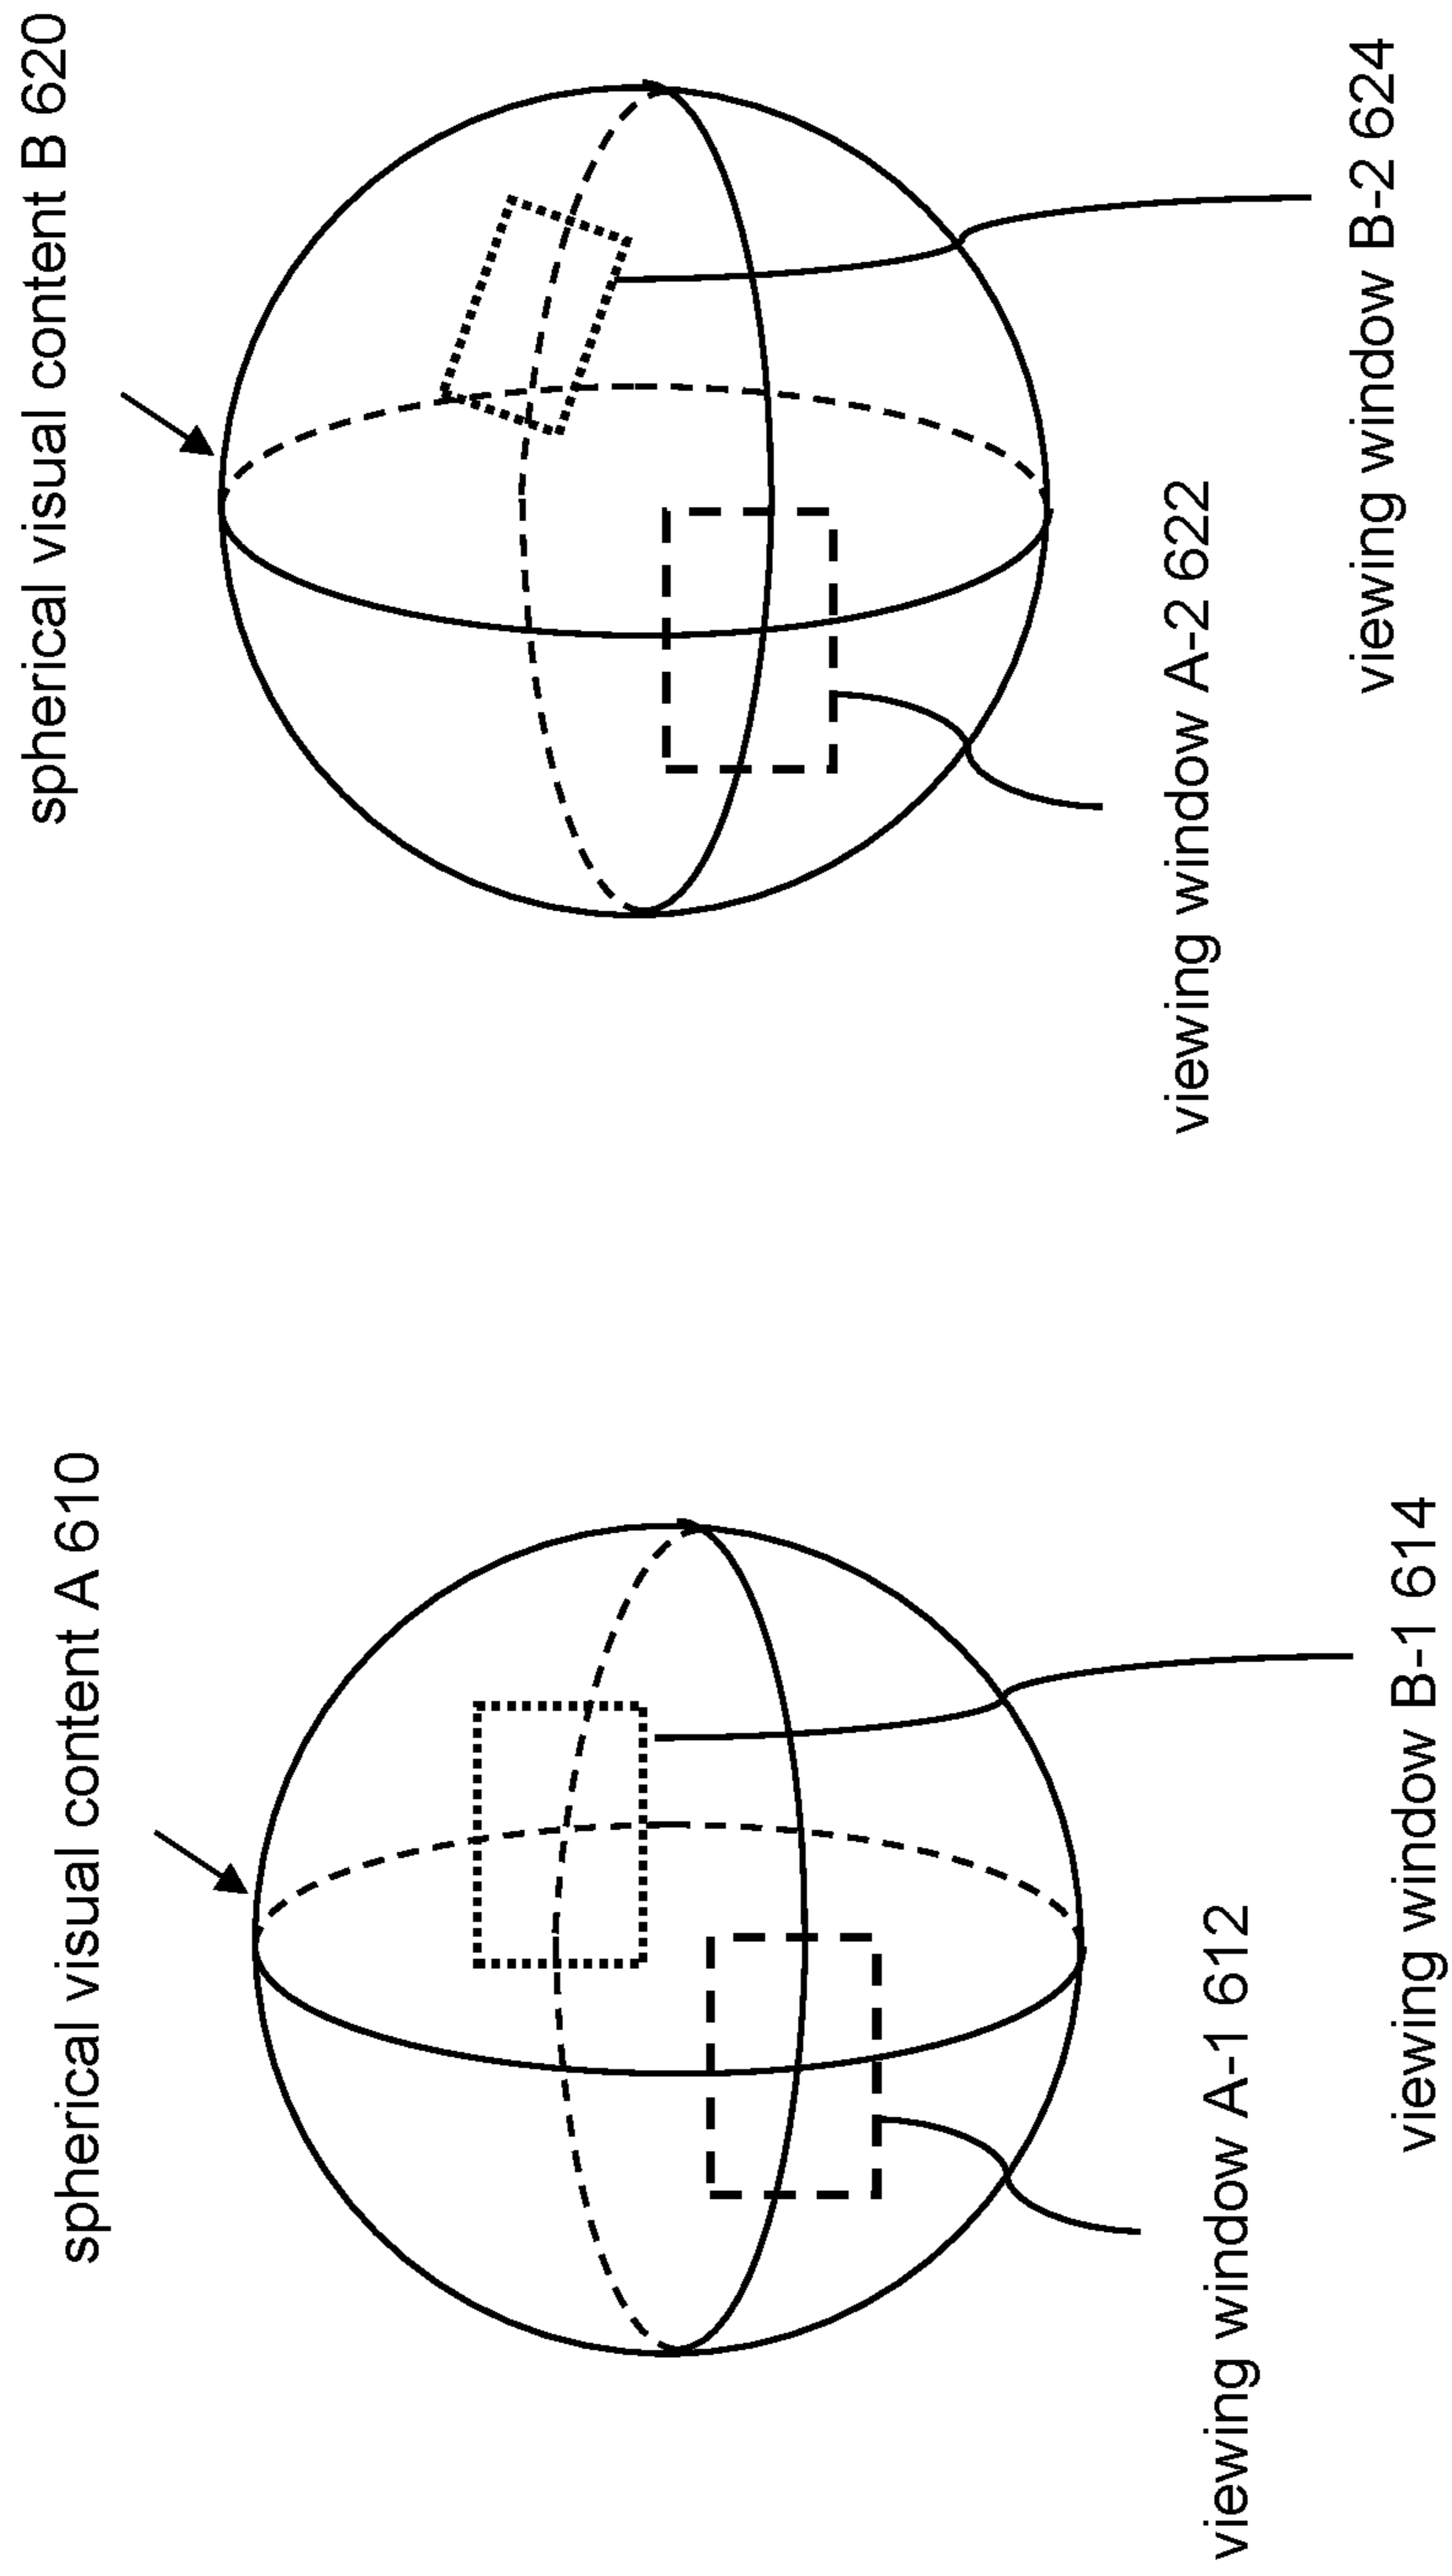 spherical visual content A 610
viewing window A-1 612
viewing window B-1 614
spherical visual content B 620
viewing window A-2 622
viewing window B-2 624